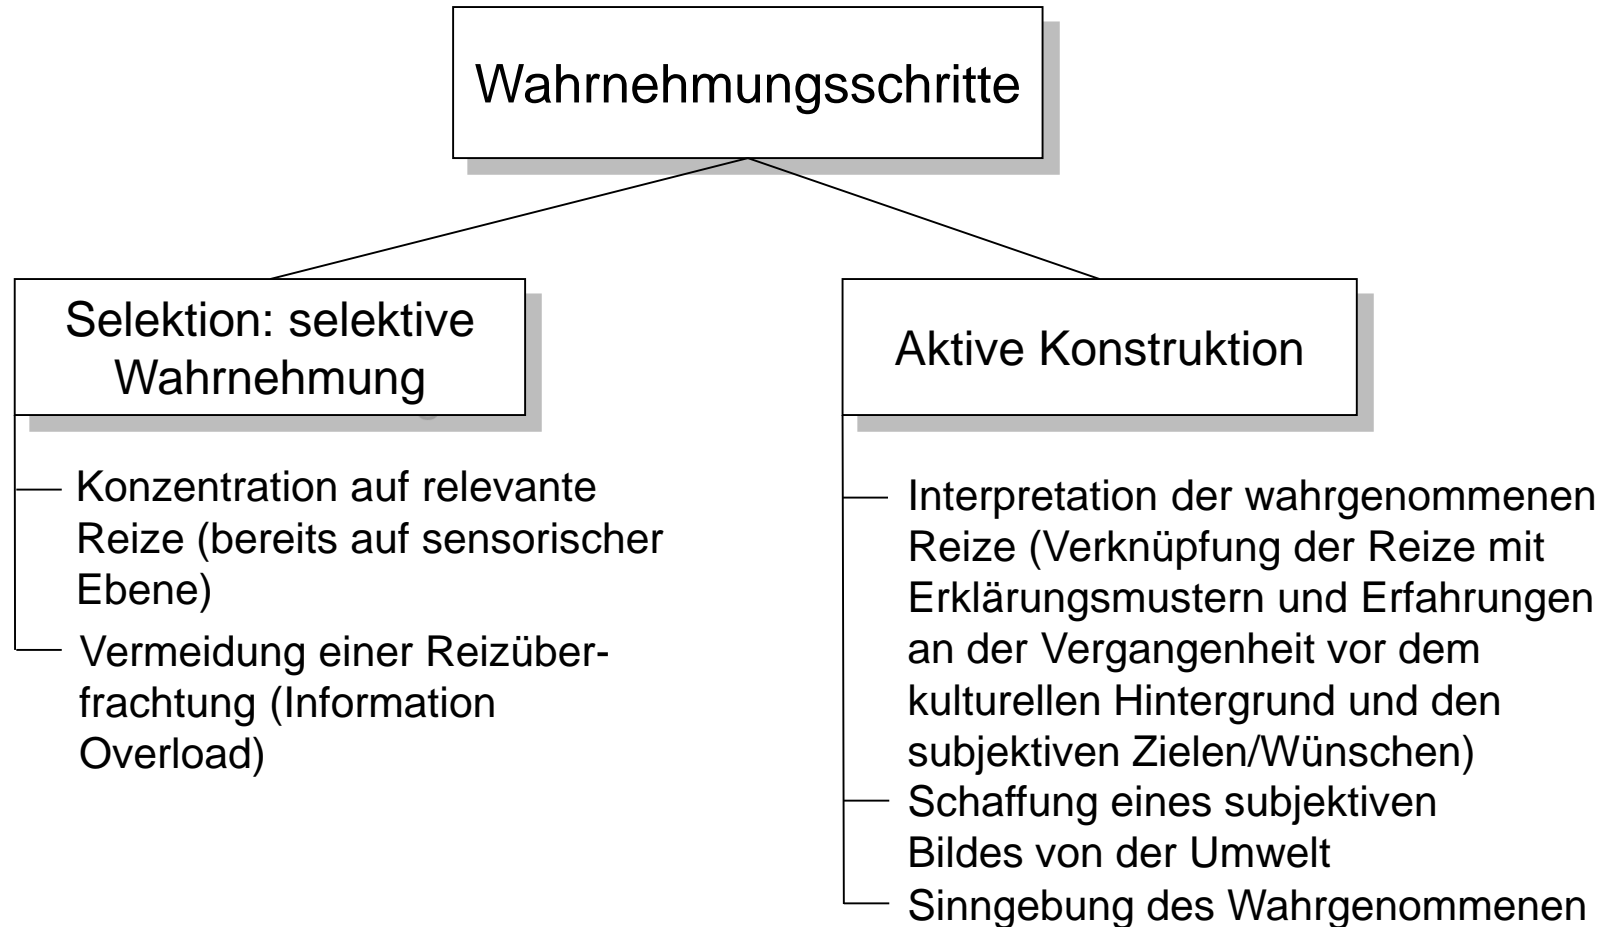 Wahrnehmungsschritte
Selektion: selektive
Wahrnehmung
Konzentration auf relevante
Reize (bereits auf sensorischer
Ebene)
Vermeidung einer Reizüber-
frachtung (Information
Overload)
Aktive Konstruktion
Interpretation der wahrgenommenen
Reize (Verknüpfung der Reize mit
Erklärungsmustern und Erfahrungen
an der Vergangenheit vor dem
kulturellen Hintergrund und den
subjektiven Zielen/Wünschen)
Schaffung eines subjektiven
Bildes von der Umwelt
Sinngebung des Wahrgenommenen